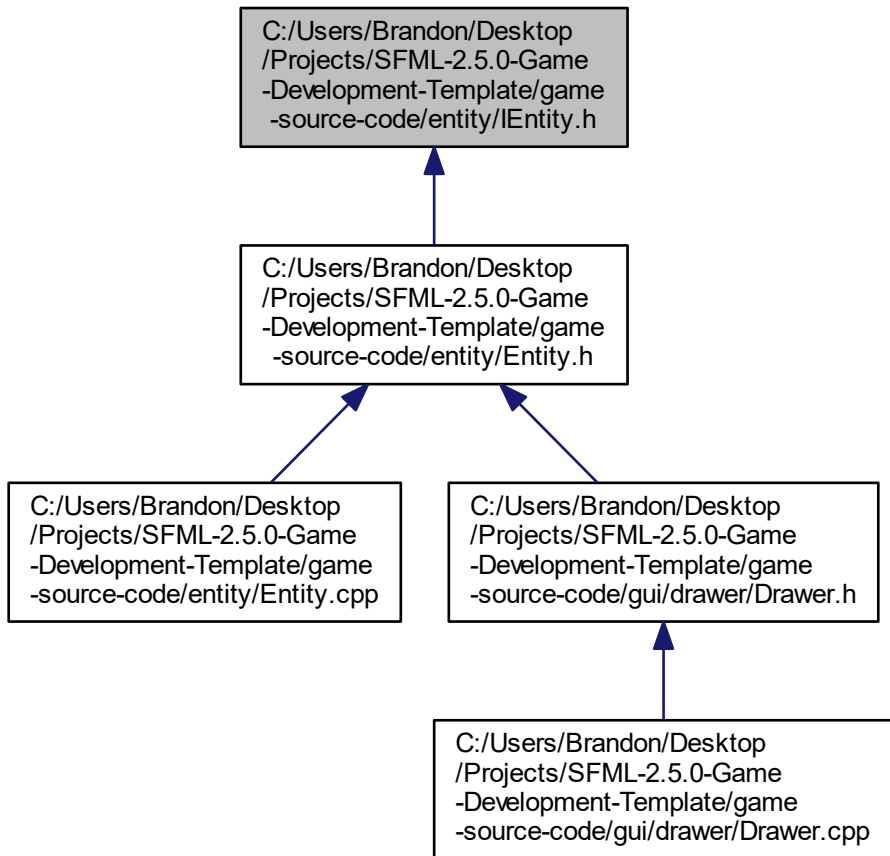 C:/Users/Brandon/Desktop
/Projects/SFML-2.5.0-Game
-Development-Template/game
-source-code/entity/IEntity.h
C:/Users/Brandon/Desktop
/Projects/SFML-2.5.0-Game
-Development-Template/game
-source-code/entity/Entity.h
C:/Users/Brandon/Desktop
/Projects/SFML-2.5.0-Game
-Development-Template/game
-source-code/entity/Entity.cpp
C:/Users/Brandon/Desktop
/Projects/SFML-2.5.0-Game
-Development-Template/game
-source-code/gui/drawer/Drawer.h
C:/Users/Brandon/Desktop
/Projects/SFML-2.5.0-Game
-Development-Template/game
-source-code/gui/drawer/Drawer.cpp